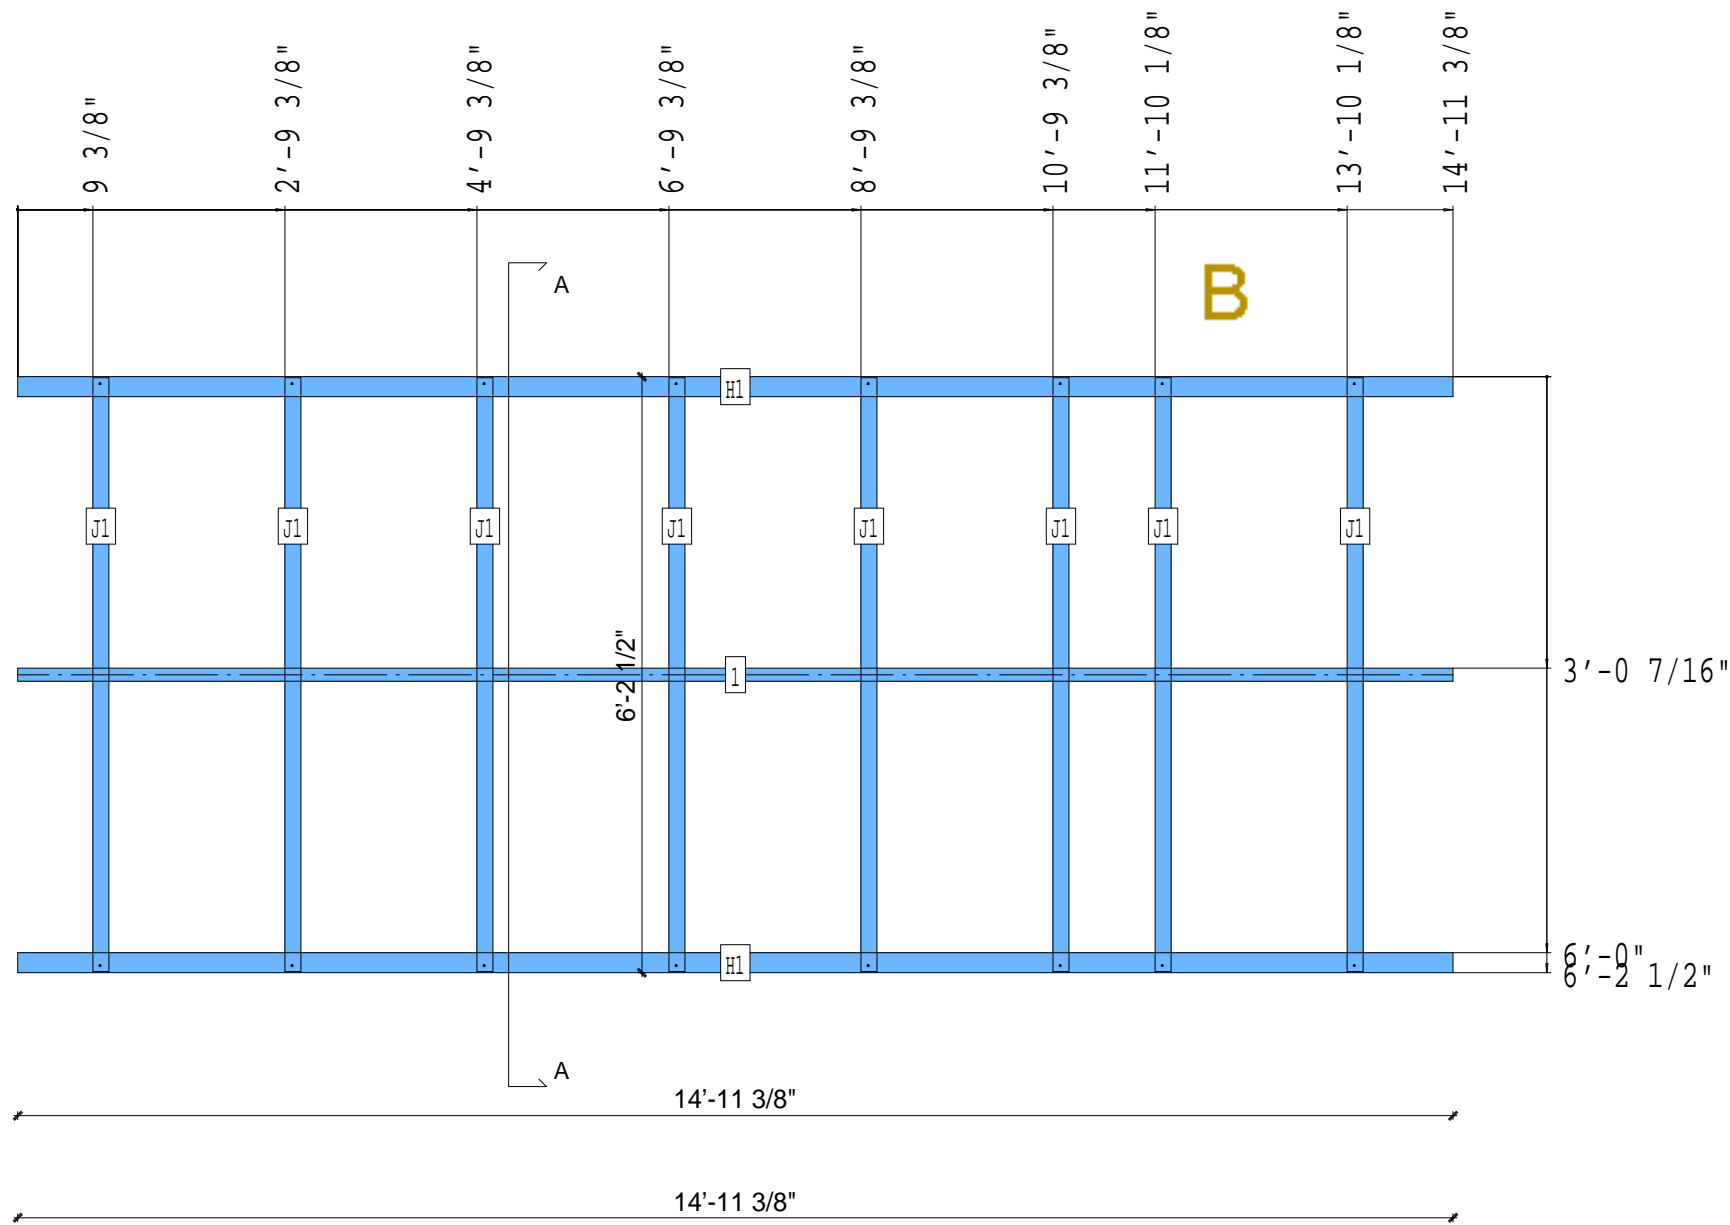 9 3/8"
2'-9 3/8"
4'-9 3/8"
6'-9 3/8"
8'-9 3/8"
10'-9 3/8"
11'-10 1/8"
13'-10 1/8"
14'-11 3/8"
A
B
H1
J1
J1
J1
J1
J1
J1
J1
J1
6'-2 1/2"
1
3'-0 7/16"
H1
6'-0"
6'-2 1/2"
A
14'-11 3/8"
14'-11 3/8"